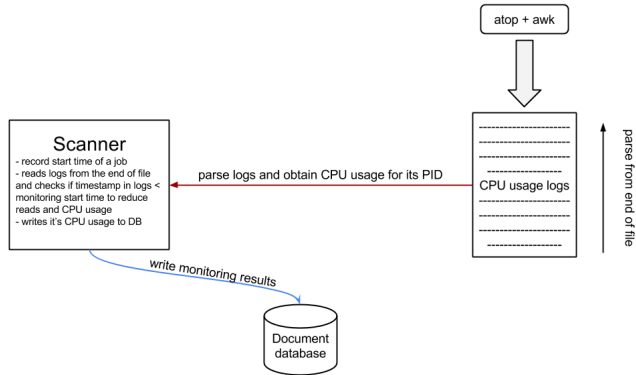 atop + awk
Scanner
- record start time of a job
- reads logs from the end of file
and checks if timestamp in logs <
monitoring start time to reduce
reads and CPU usage
- writes it's CPU usage to DB
parse logs and obtain CPU usage for its PID
CPU usage logs
parse from end of file
write monitoring results
Document
database